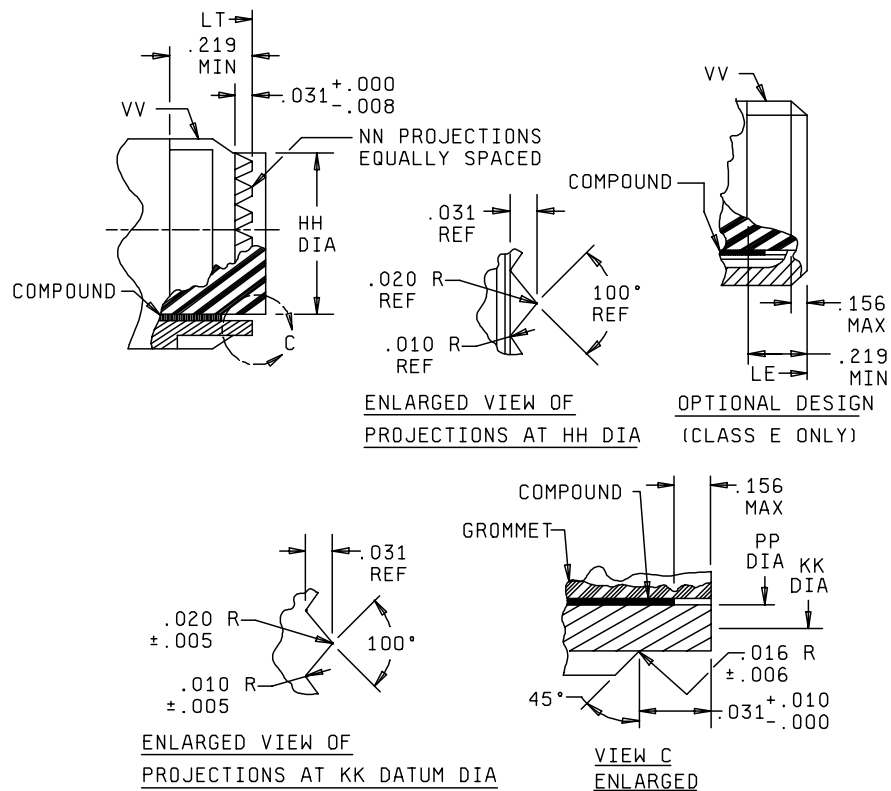 LT
.219
MIN
.031 +.000
-.008
VV
NN PROJECTIONS
EQUALLY SPACED
HH
DIA
COMPOUND
C
.031
REF
.020 R
REF
.010 R
REF
100°
REF
ENLARGED VIEW OF
PROJECTIONS AT HH DIA
VV
COMPOUND
.156
MAX
.219
MIN
LE
OPTIONAL DESIGN
(CLASS E ONLY)
.031
REF
.020 R
±.005
.010 R
±.005
100°
ENLARGED VIEW OF
PROJECTIONS AT KK DATUM DIA
COMPOUND
GROMMET
.156
MAX
PP
DIA
KK
DIA
.016 R
±.006
45°
.031 +.010
-.000
VIEW C
ENLARGED